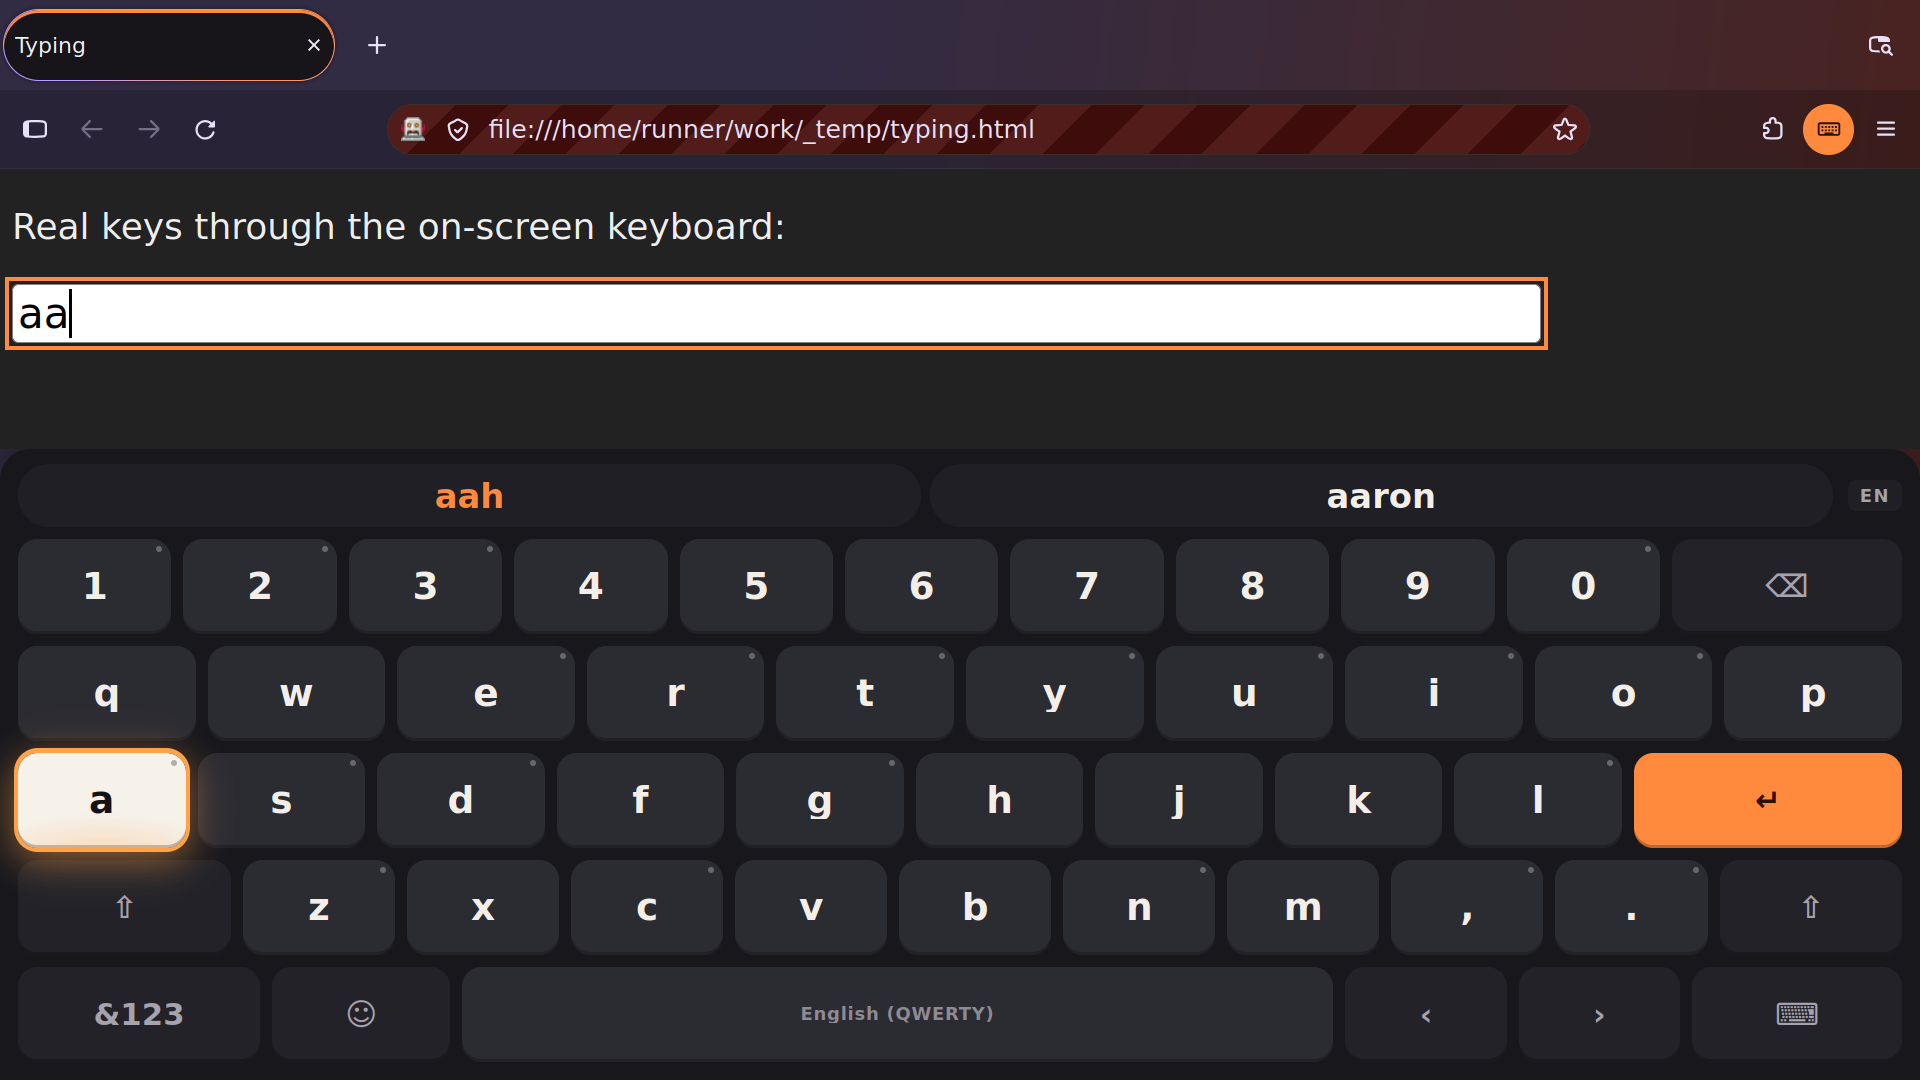 Typing
file:///home/runner/work/_temp/typing.html
Real keys through the on-screen keyboard:
aa
aah aaron EN
1 2 3 4 5 6 7 8 9 0 ⌫
q w e r t y u i o p
a s d f g h j k l ↵
⇧ z x c v b n m , . ⇧
&123 ☺ English (QWERTY) ‹ › ⌨